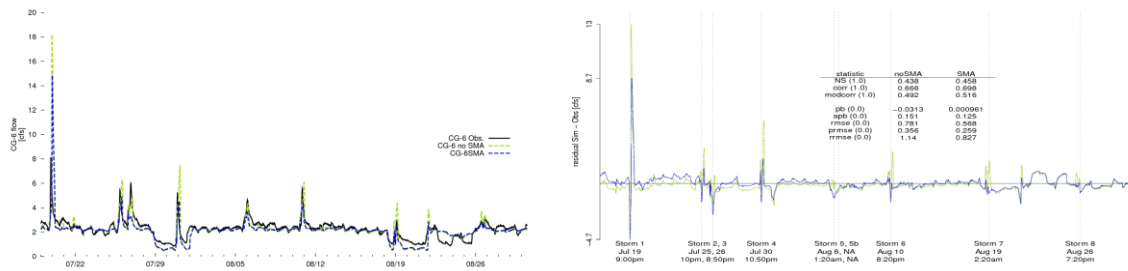 20
18
16
14
12
10
8
6
4
2
0
CG-6 flow
[cfs]
CG-6 Obs.
CG-6 no SMA
CG-6SMA
07/22 07/29 08/05 08/12 08/19 08/26
13
8.7
-4.7
residual Sim - Obs [cfs]
statistic noSMA SMA
NS (1.0) 0.438 0.458
corr (1.0) 0.666 0.698
modcorr (1.0) 0.492 0.516
pb (0.0) -0.0313 0.000961
apb (0.0) 0.151 0.125
rmse (0.0) 0.781 0.568
prmse (0.0) 0.356 0.259
rrmse (0.0) 1.14 0.827
Storm 1 Storm 2, 3 Storm 4 Storm 5, 5b Storm 6 Storm 7 Storm 8
Jul 19 Jul 25, 26 Jul 30 Aug 6, NA Aug 10 Aug 19 Aug 26
9:00pm 10pm, 8:50pm 10:50pm 1:20am, NA 8:20pm 2:20am 7:20pm